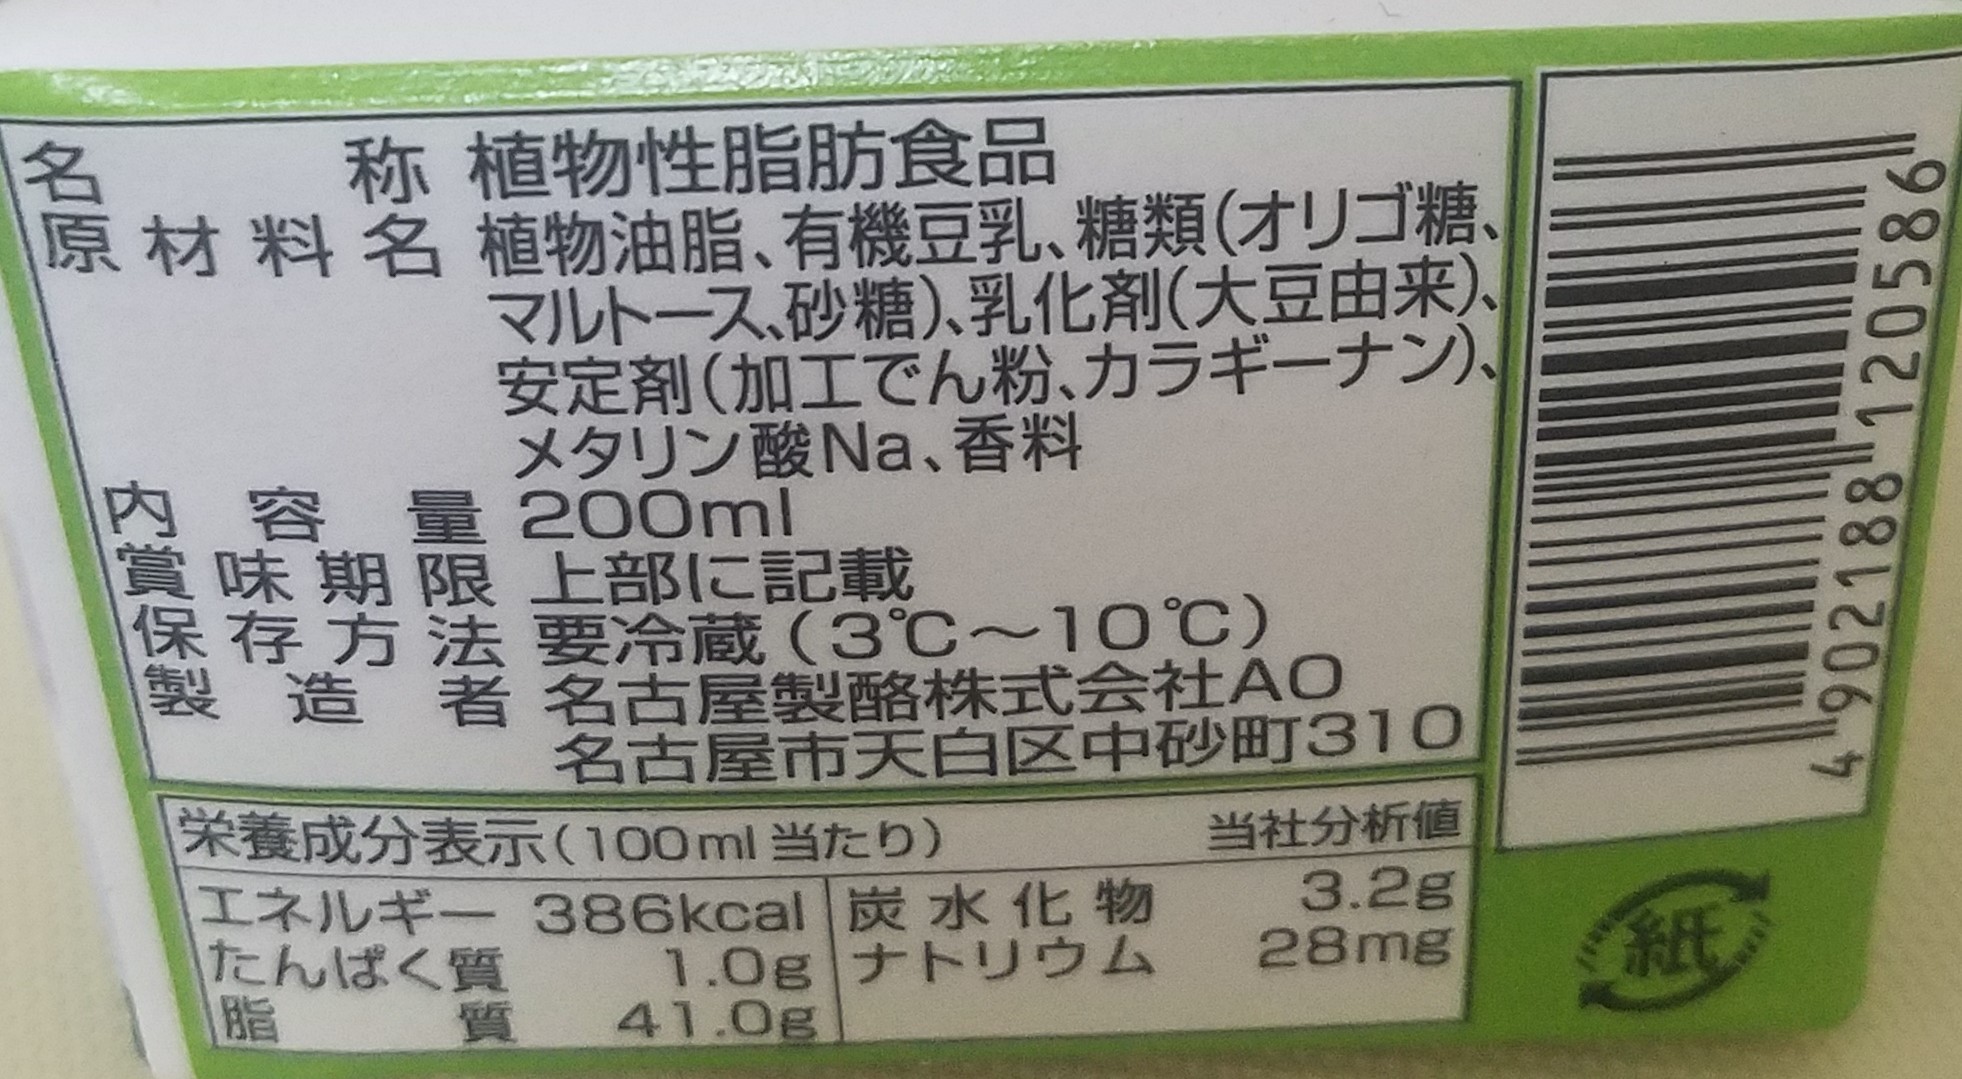 名称 植物性脂肪食品
原材料名 植物油脂、有機豆乳、糖類(オリゴ糖、
マルトース、砂糖)、乳化剤(大豆由来)、
安定剤(加工でん粉、カラギーナン)、
メタリン酸Na、香料
内容量 200ml
賞味期限 上部に記載
保存方法 要冷蔵(3℃〜10℃)
製造者 名古屋製酪株式会社AO
名古屋市天白区中砂町310
栄養成分表示(100ml当たり) 当社分析値
エネルギー 386kcal 炭水化物 3.2g
たんぱく質 1.0g ナトリウム 28mg
脂質 41.0g
4 902188 120586
紙